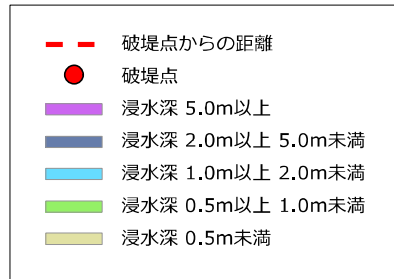 破堤点からの距離
破堤点
浸水深 5.0m以上
浸水深 2.0m以上 5.0m未満
浸水深 1.0m以上 2.0m未満
浸水深 0.5m以上 1.0m未満
浸水深 0.5m未満